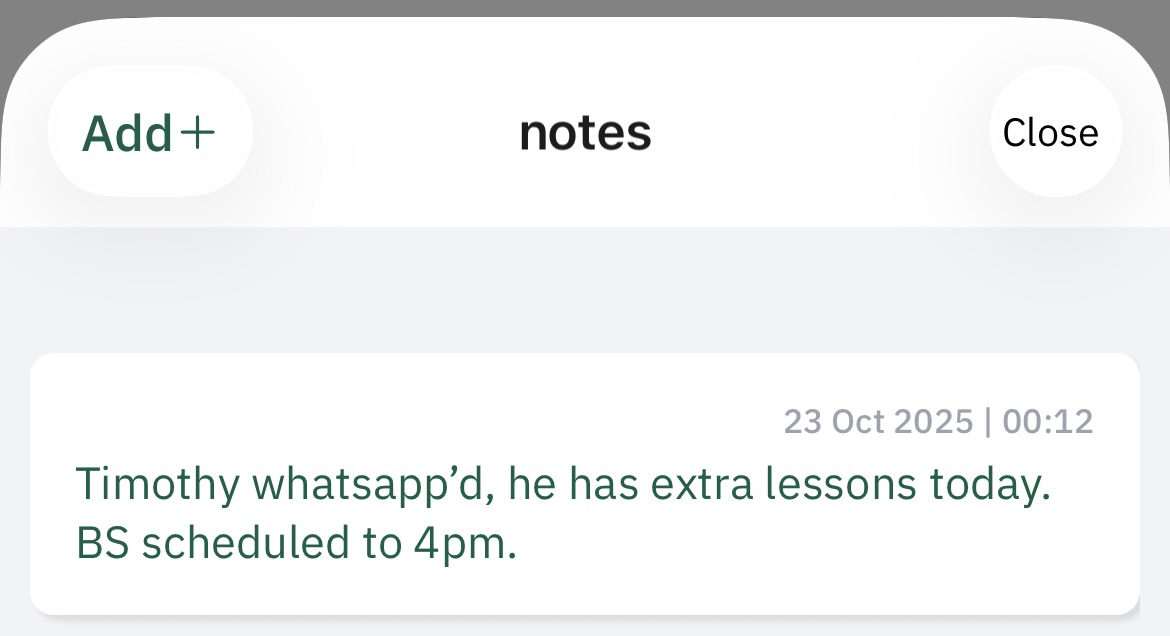 Add+
notes
Close
23 Oct 2025 | 00:12
Timothy whatsapp’d, he has extra lessons today.
BS scheduled to 4pm.